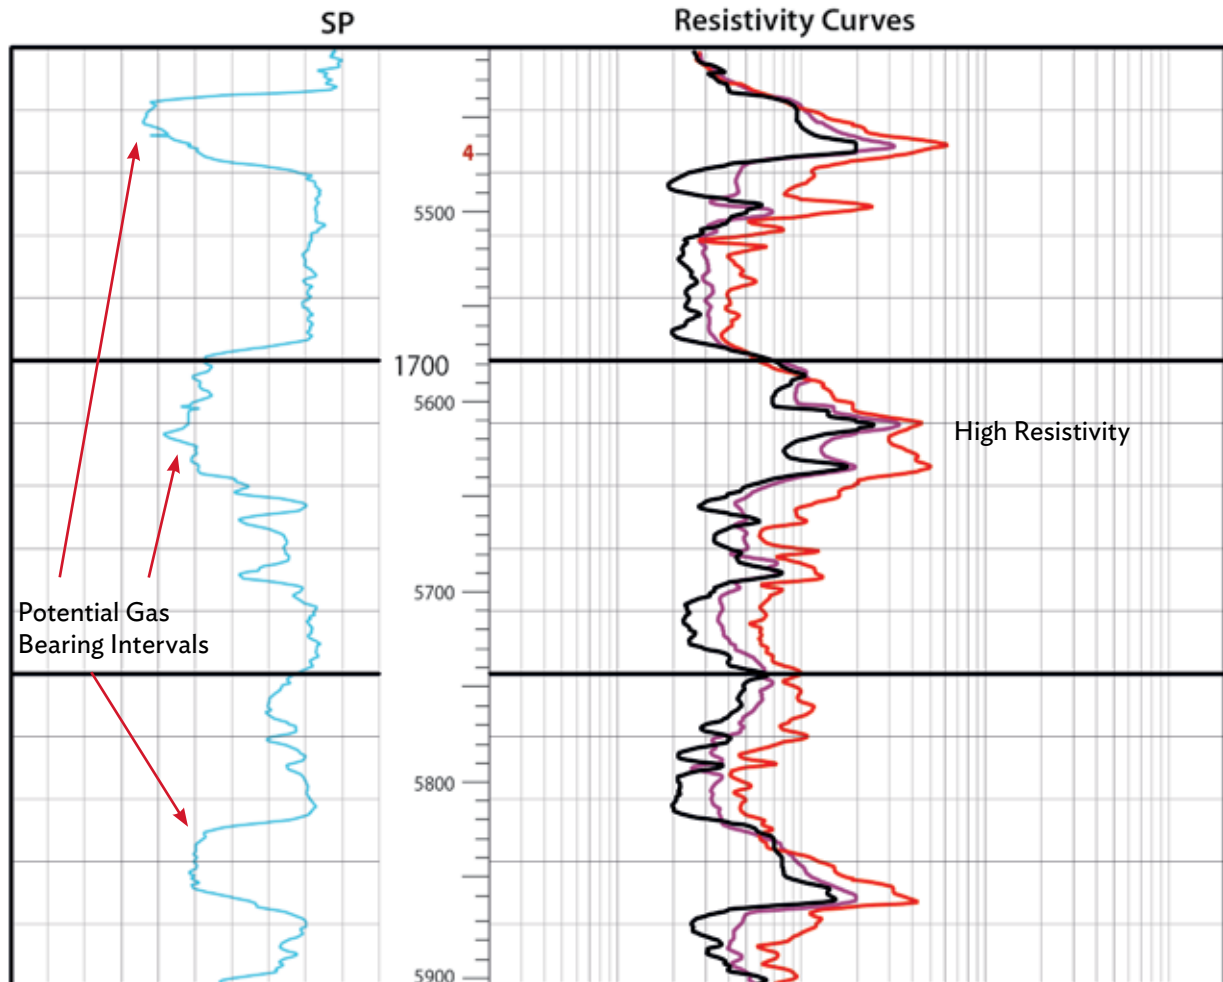 SP
Resistivity Curves
4
5500
1700
5600
High Resistivity
5700
Potential Gas
Bearing Intervals
5800
5900